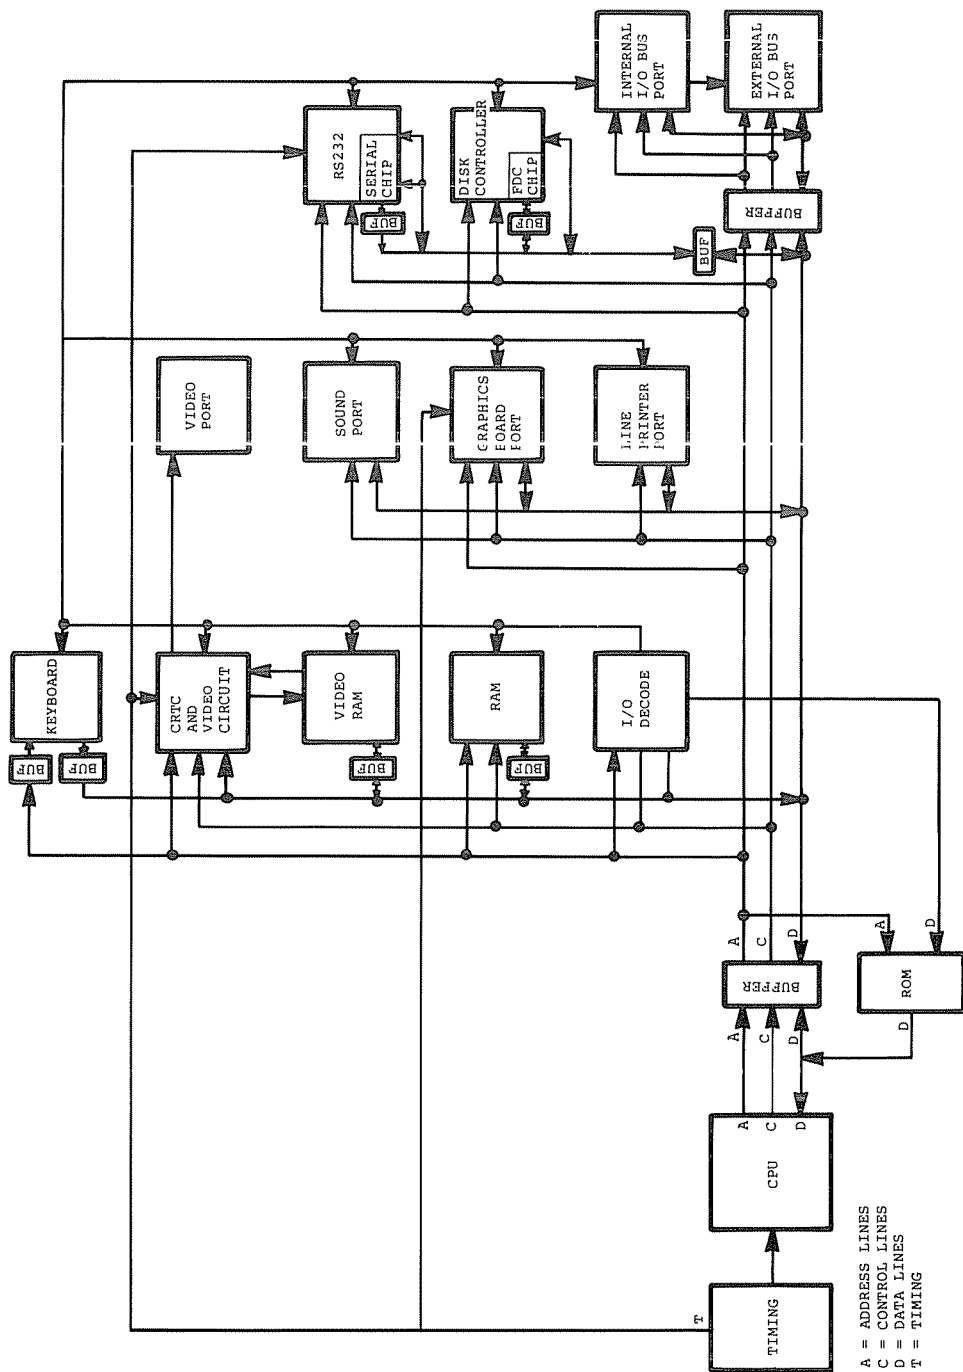 KEYBOARD
BUF
BUF
CRTC
AND
VIDEO
CIRCUIT
VIDEO
PORT
VIDEO
RAM
BUF
SOUND
PORT
RS232
SERIAL
CHIP
BUF
RAM
BUF
GRAPHICS
BOARD
PORT
DISK
CONTROLLER
FDC
CHIP
BUF
I/O
DECODE
LINE
PRINTER
PORT
INTERNAL
I/O BUS
PORT
BUF
T
TIMING
CPU
A
C
D
A
C
D
BUFFER
A
C
D
BUFFER
EXTERNAL
I/O BUS
PORT
D
ROM
A
D
A = ADDRESS LINES
C = CONTROL LINES
D = DATA LINES
T = TIMING